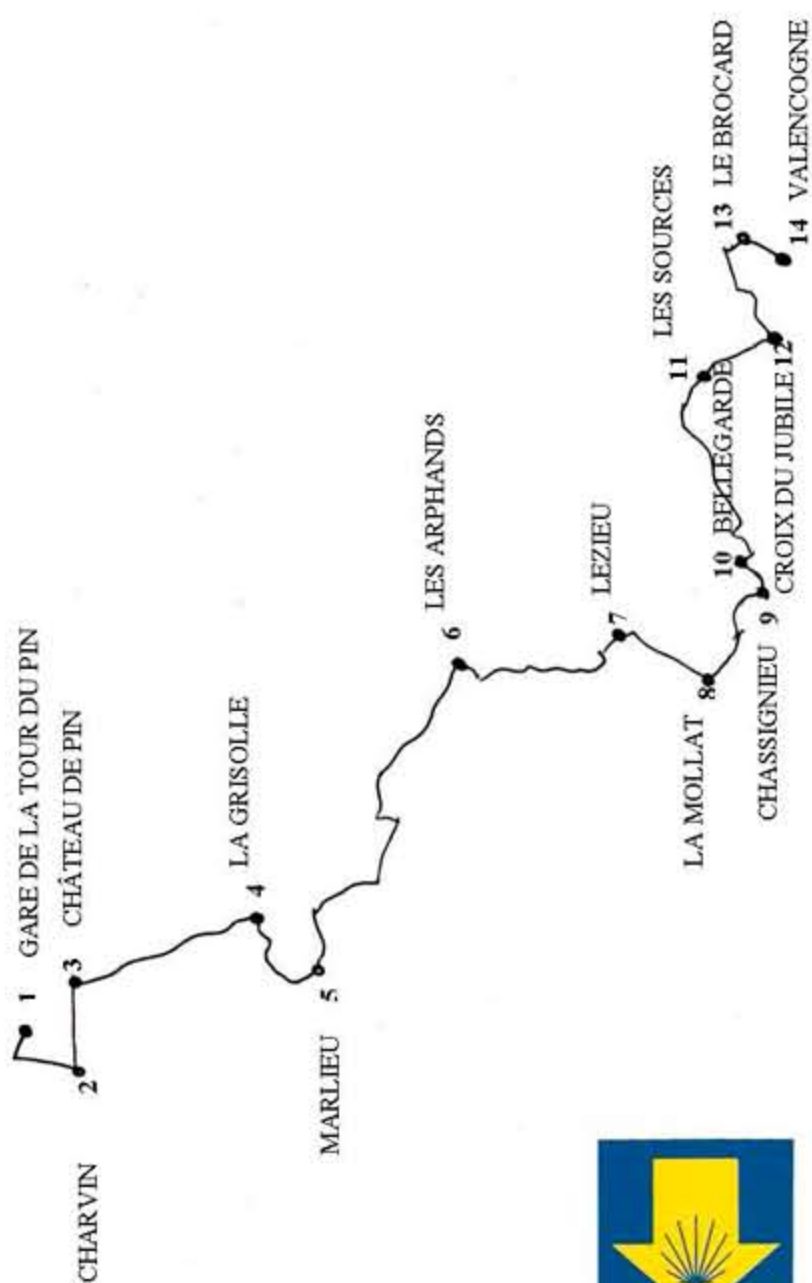 1 GARE DE LA TOUR DU PIN
CHARVIN 2
3 CHÂTEAU DE PIN
4 LA GRISOLLE
MARLIEU 5
6 LES ARPHANDS
7 LEZIEU
LA MOLLAT 8
CHASSIGNIEU 9
10 BELLEGARDE
11 LES SOURCES
CROIX DU JUBILE 12
13 LE BROCARD
14 VALENCOGNE